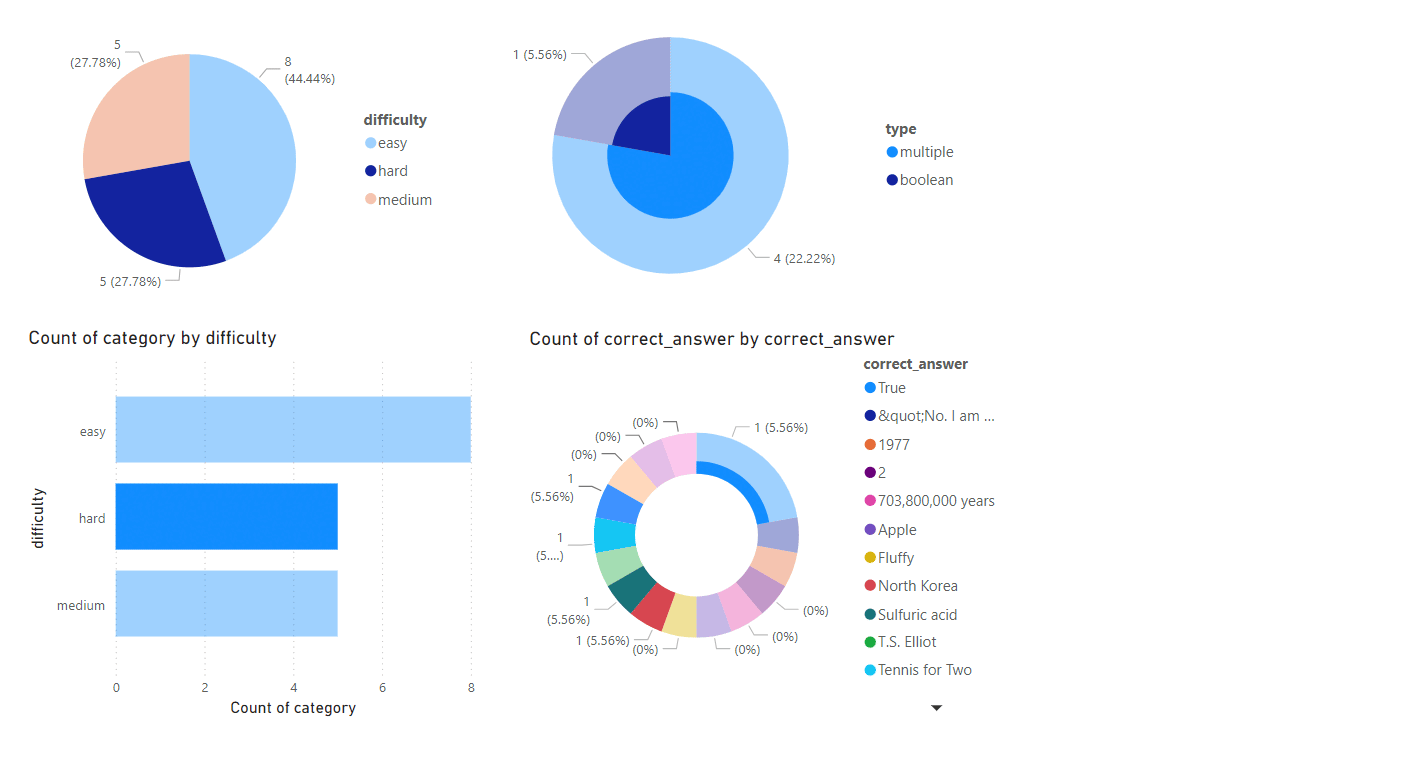 5
(27.78%)
8
(44.44%)
5 (27.78%)
difficulty
easy
hard
medium
1 (5.56%)
4 (22.22%)
type
multiple
boolean
Count of category by difficulty
difficulty
easy
hard
medium
0 2 4 6 8
Count of category
Count of correct_answer by correct_answer
(0%)
(0%)
(0%)
1
(5.56%)
1
(5....)
1
(5.56%)
1 (5.56%)
(0%)
(0%)
(0%)
(0%)
1 (5.56%)
correct_answer
True
&quot;No. I am ...
1977
2
703,800,000 years
Apple
Fluffy
North Korea
Sulfuric acid
T.S. Elliot
Tennis for Two